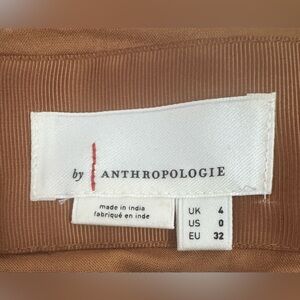 by ANTHROPOLOGIE
made in india
fabriqué en inde
UK 4
US 0
EU 32